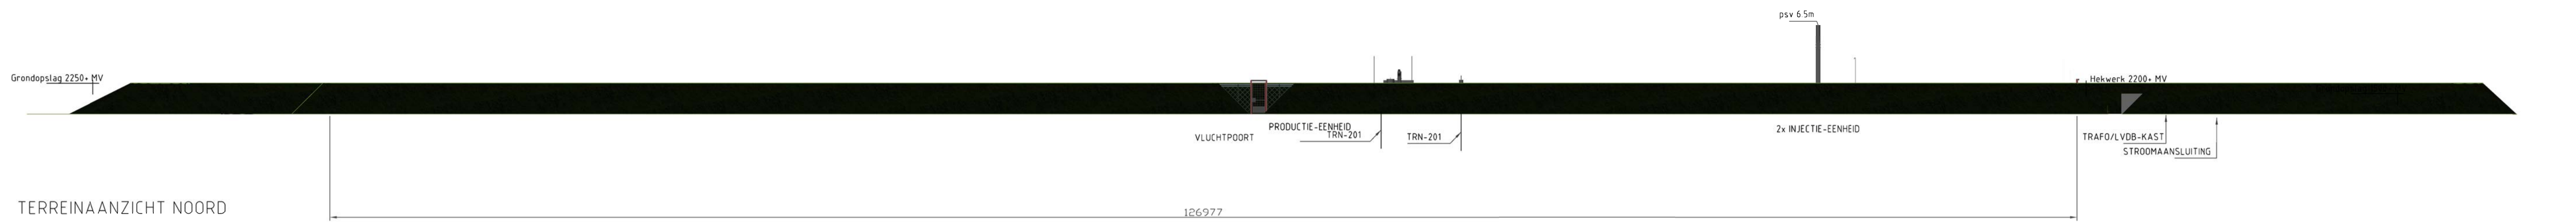 psv 6.5m
Grondopslag 2250+ MV
Hekwerk 2200+ MV
PRODUCTIE-EENHEID
TRN-201
VLUCHTPOORT
TRN-201
2x INJECTIE-EENHEID
TRAFO/LVDB-KAST
STROOMAANSLUITING
TERREINAANZICHT NOORD
126977